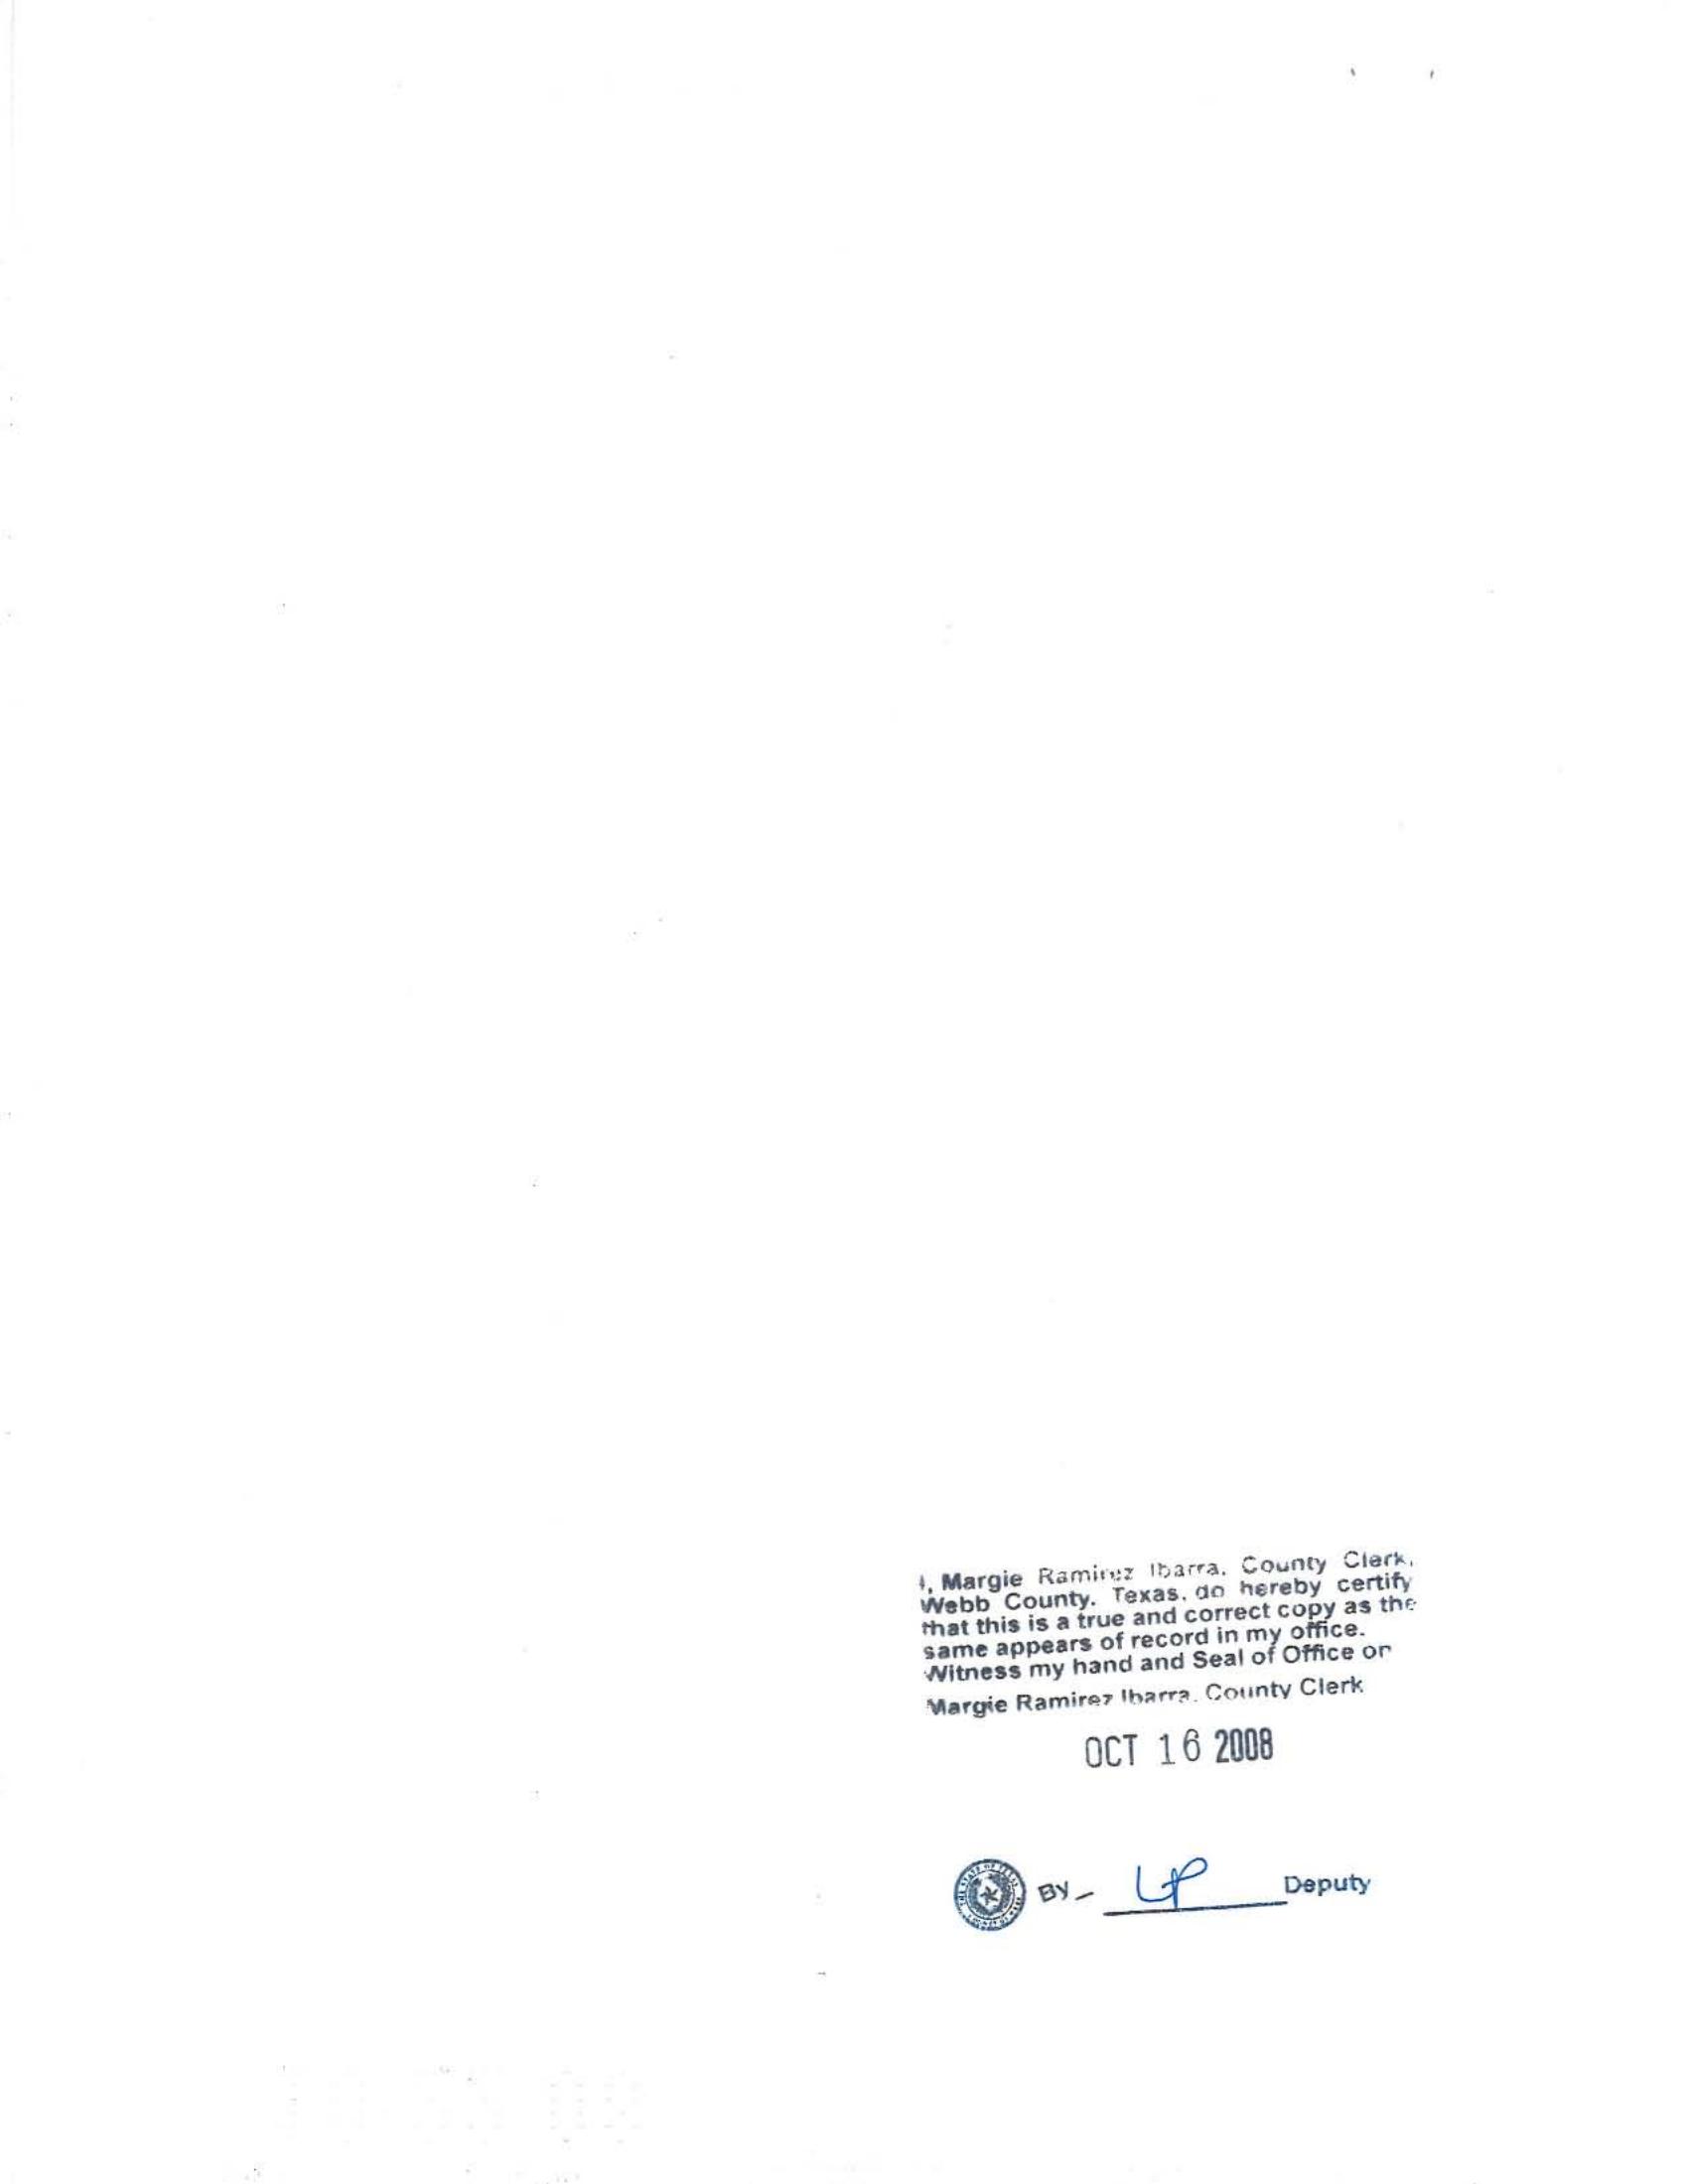 I, Margie Ramirez Ibarra, County Clerk,
Webb County, Texas, do hereby certify
that this is a true and correct copy as the
same appears of record in my office.
Witness my hand and Seal of Office on
Margie Ramirez Ibarra, County Clerk
OCT 16 2008
By LP Deputy